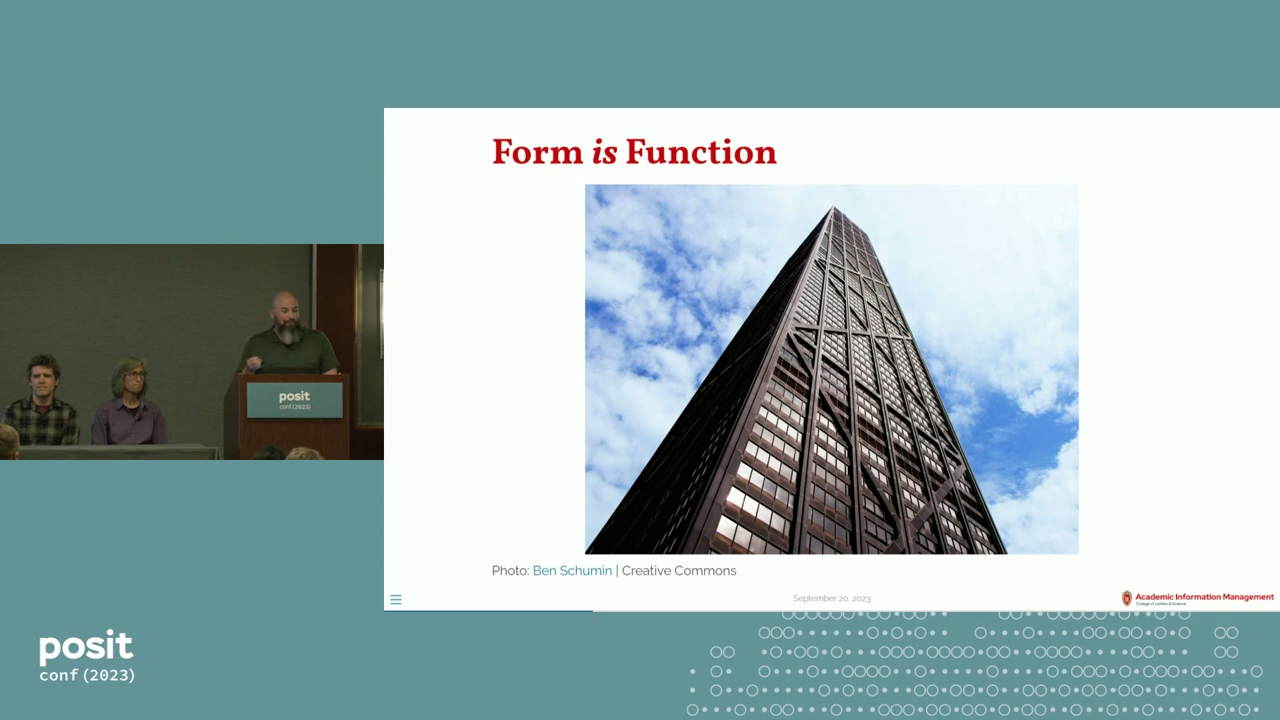 Form is Function
posit
conf(2023)
Photo: Ben Schumin | Creative Commons
September 20, 2023
Academic Information Management
College of Letters & Science
posit
conf(2023)